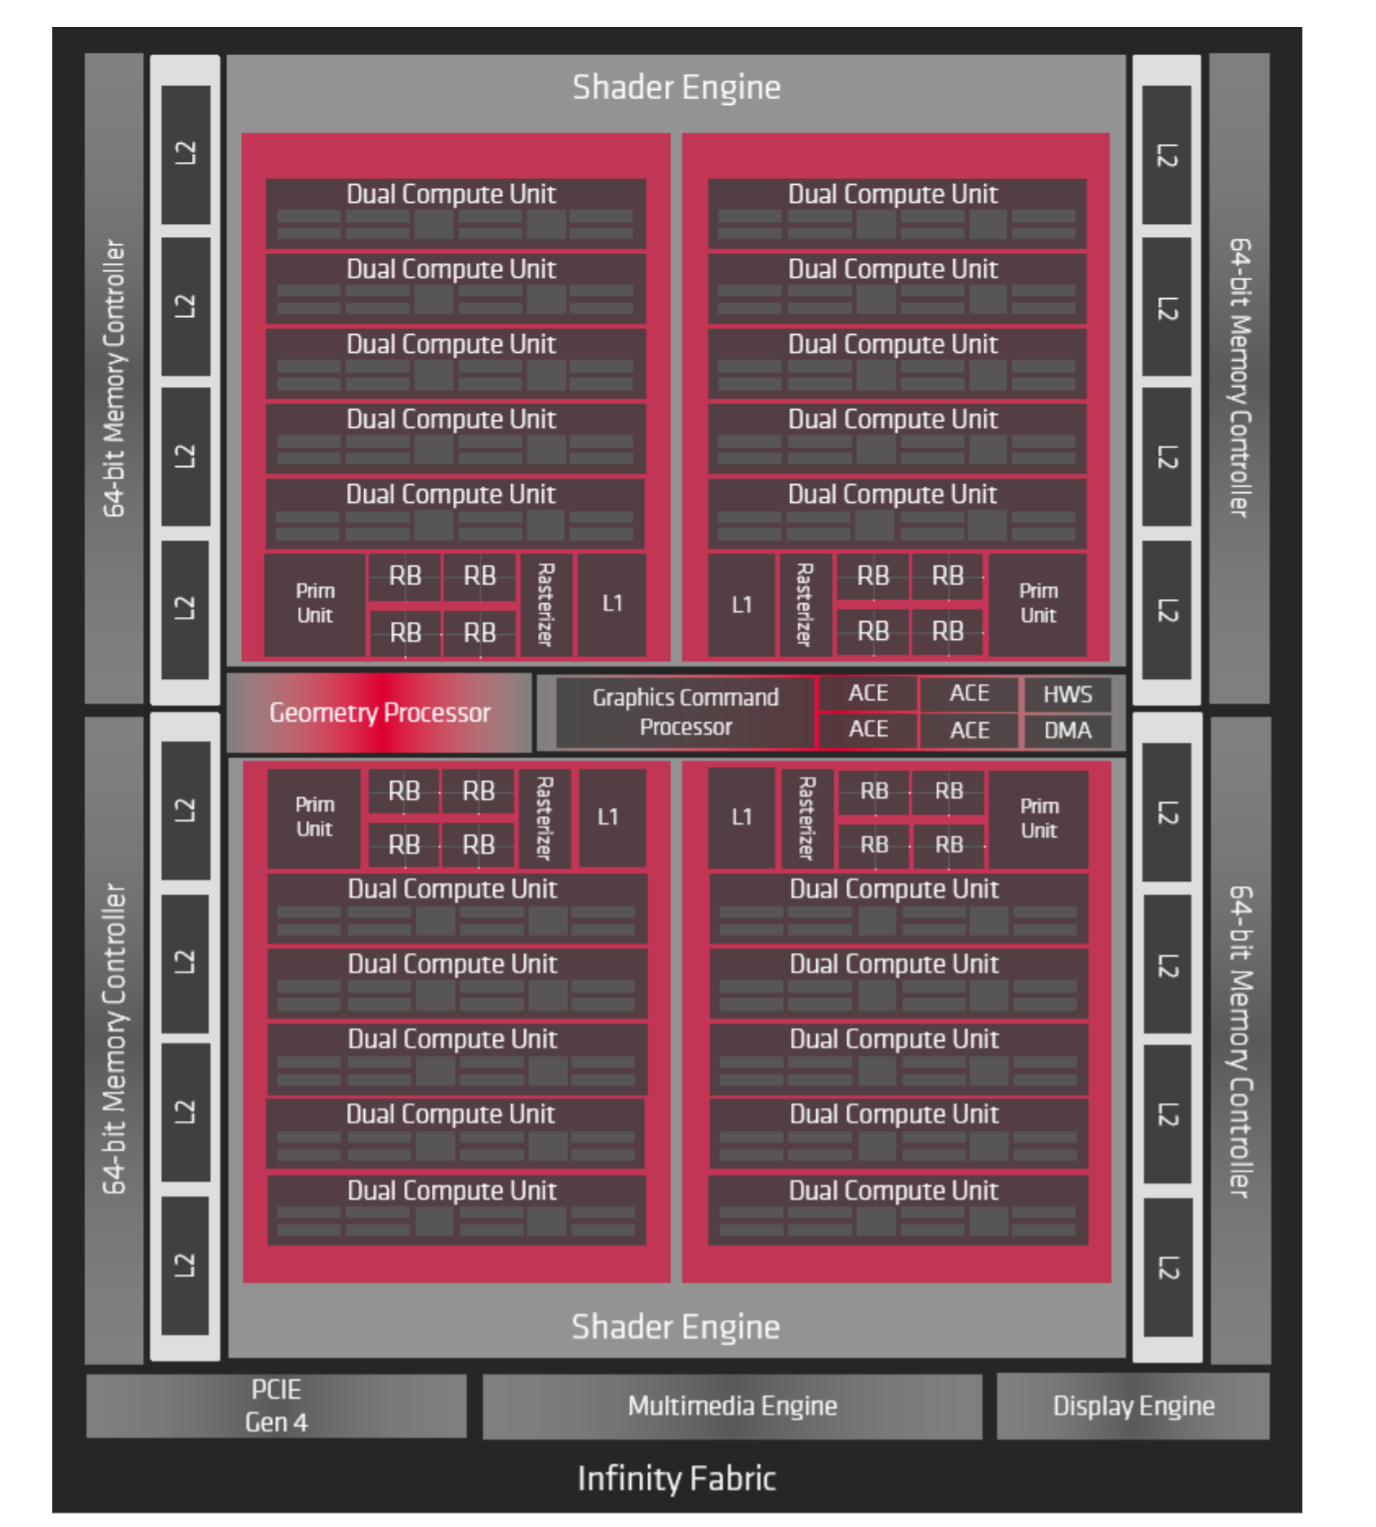 Shader Engine
64-bit Memory Controller
L2
L2
L2
L2
Dual Compute Unit
Dual Compute Unit
Dual Compute Unit
Dual Compute Unit
Dual Compute Unit
Prim
Unit
RB RB
RB RB
Rasterizer
L1
Dual Compute Unit
Dual Compute Unit
Dual Compute Unit
Dual Compute Unit
Dual Compute Unit
L1
Rasterizer
RB RB
RB RB
Prim
Unit
L2
L2
L2
L2
64-bit Memory Controller
Geometry Processor
Graphics Command
Processor
ACE ACE HWS
ACE ACE DMA
64-bit Memory Controller
L2
L2
L2
L2
Prim
Unit
RB RB
RB RB
Rasterizer
L1
Dual Compute Unit
Dual Compute Unit
Dual Compute Unit
Dual Compute Unit
Dual Compute Unit
L1
Rasterizer
RB RB
RB RB
Prim
Unit
Dual Compute Unit
Dual Compute Unit
Dual Compute Unit
Dual Compute Unit
Dual Compute Unit
L2
L2
L2
L2
64-bit Memory Controller
Shader Engine
PCIE
Gen 4
Multimedia Engine
Display Engine
Infinity Fabric